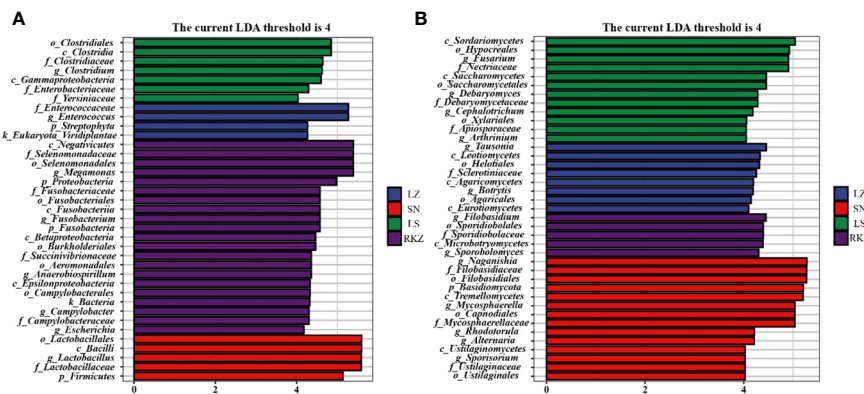 A
The current LDA threshold is 4
o_Clostridiales
c_Clostridia
f_Clostridiaceae
g_Clostridium
c_Gammaproteobacteria
f_Enterobacteriaceae
f_Yersiniaceae
f_Enterococcaceae
g_Enterococcus
p_Streptophyta
k_Eukaryota_Viridiplantae
c_Negativicutes
f_Selenomonadaceae
o_Selenomonadales
g_Megamonas
p_Proteobacteria
f_Fusobacteriaceae
o_Fusobacteriales
c_Fusobacteriia
g_Fusobacterium
p_Fusobacteria
c_Betaproteobacteria
o_Burkholderiales
f_Succinivibrionaceae
o_Aeromonadales
g_Anaerobiospirillum
c_Epsilonproteobacteria
o_Campylobacterales
k_Bacteria
g_Campylobacter
f_Campylobacteraceae
g_Escherichia
o_Lactobacillales
c_Bacilli
g_Lactobacillus
f_Lactobacillaceae
p_Firmicutes
0 2 4
LZ
SN
LS
RKZ
B
The current LDA threshold is 4
c_Sordariomycetes
o_Hypocreales
g_Fusarium
f_Nectriaceae
c_Saccharomycetes
o_Saccharomycetales
g_Debaryomyces
f_Debaryomycetaceae
g_Cephalotrichum
o_Xylariales
f_Apiosporaceae
g_Arthrinium
g_Tausonia
c_Leotiomycetes
o_Helotiales
f_Sclerotiniaceae
c_Agaricomycetes
g_Botrytis
o_Agaricales
c_Eurotiomycetes
g_Filobasidium
o_Sporidiobolales
f_Sporidiobolaceae
c_Microbotryomycetes
g_Sporobolomyces
g_Naganishia
f_Filobasidiaceae
o_Filobasidiales
p_Basidiomycota
c_Tremellomycetes
g_Mycosphaerella
o_Capnodiales
f_Mycosphaerellaceae
g_Rhodotorula
g_Alternaria
c_Ustilaginomycetes
g_Sporisorium
f_Ustilaginaceae
o_Ustilaginales
0 2 4
LZ
SN
LS
RK